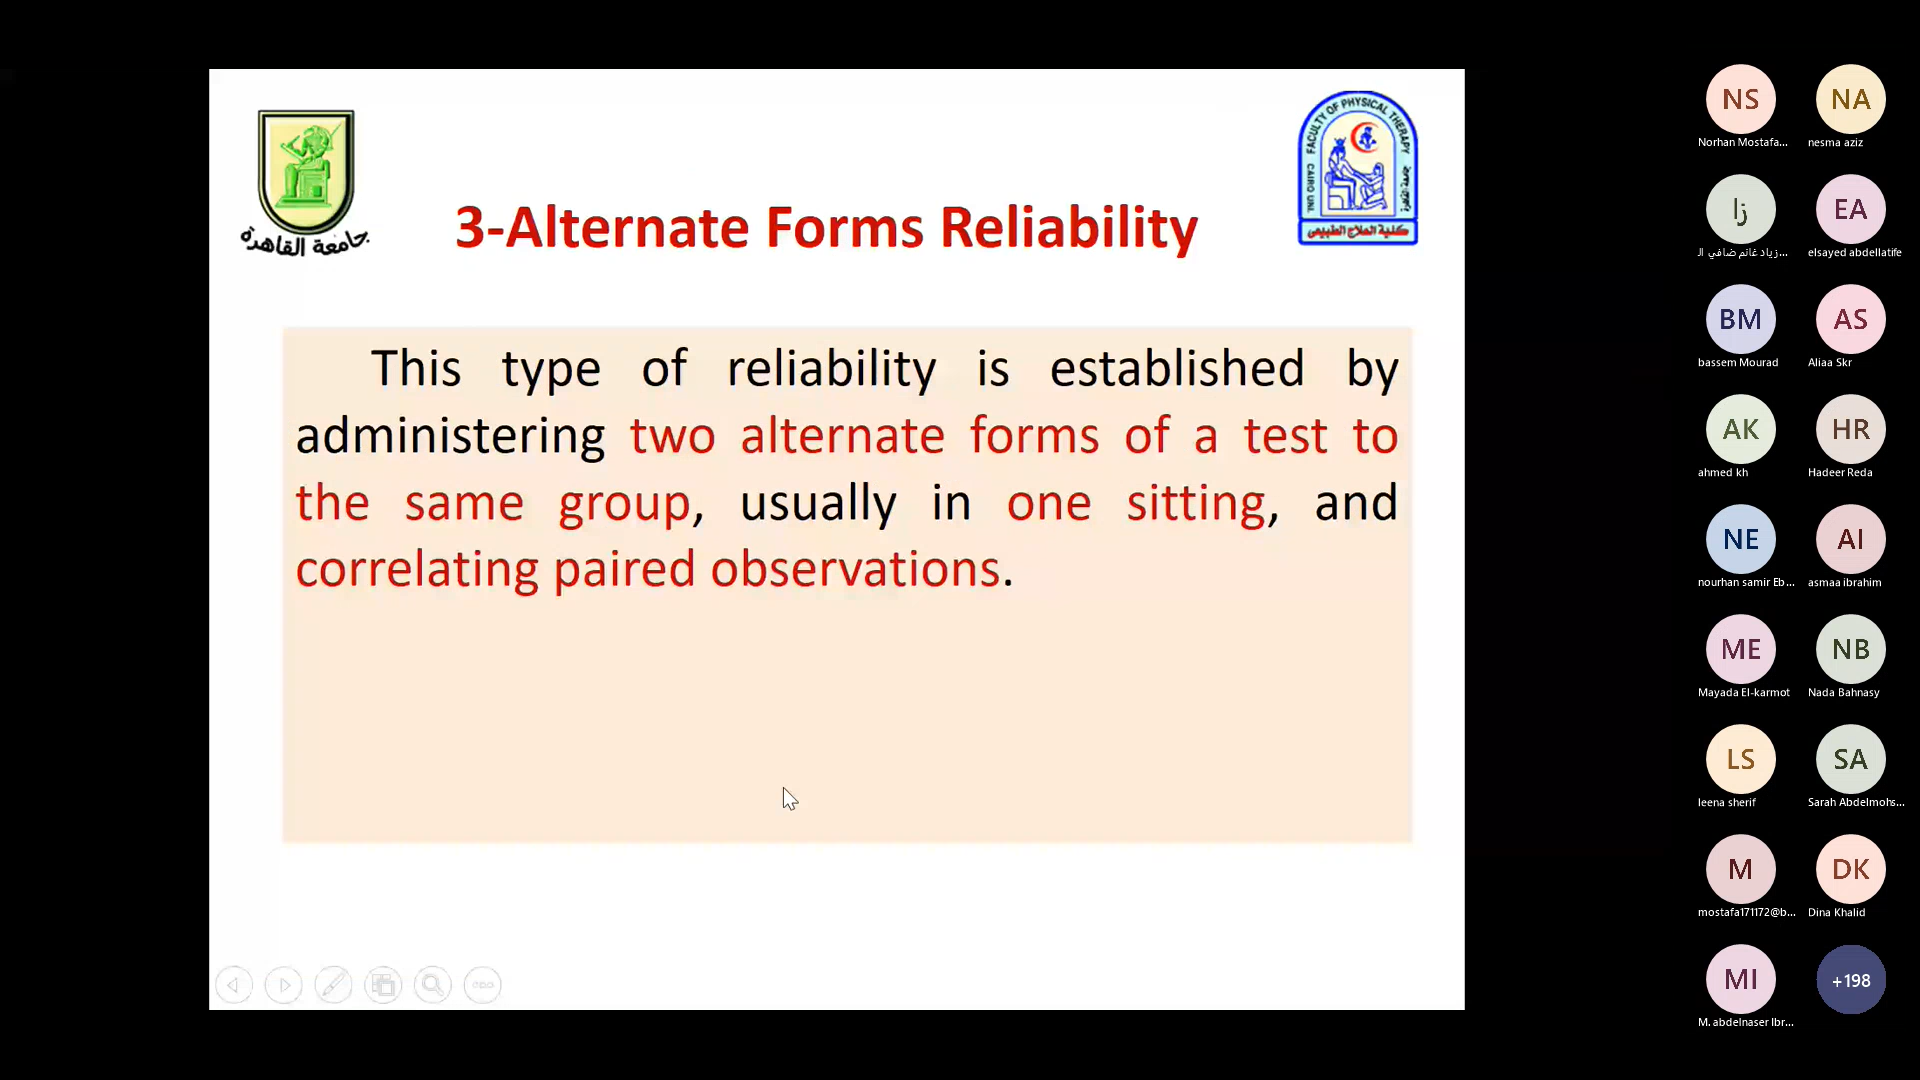 جامعة القاهرة
FACULTY OF PHYSICAL THERAPY
CAIRO UNI.
كلية العلاج الطبيعى
3-Alternate Forms Reliability
This type of reliability is established by
administering two alternate forms of a test to
the same group, usually in one sitting, and
correlating paired observations.
NS
NA
Norhan Mostafa...
nesma aziz
زا
EA
زياد غانم ضافي ال...
elsayed abdellatife
BM
AS
bassem Mourad
Aliaa Skr
AK
HR
ahmed kh
Hadeer Reda
NE
AI
nourhan samir Eb...
asmaa ibrahim
ME
NB
Mayada El-karmot
Nada Bahnasy
LS
SA
leena sherif
Sarah Abdelmohs...
M
DK
mostafa171172@b...
Dina Khalid
MI
+198
M. abdelnaser Ibr...